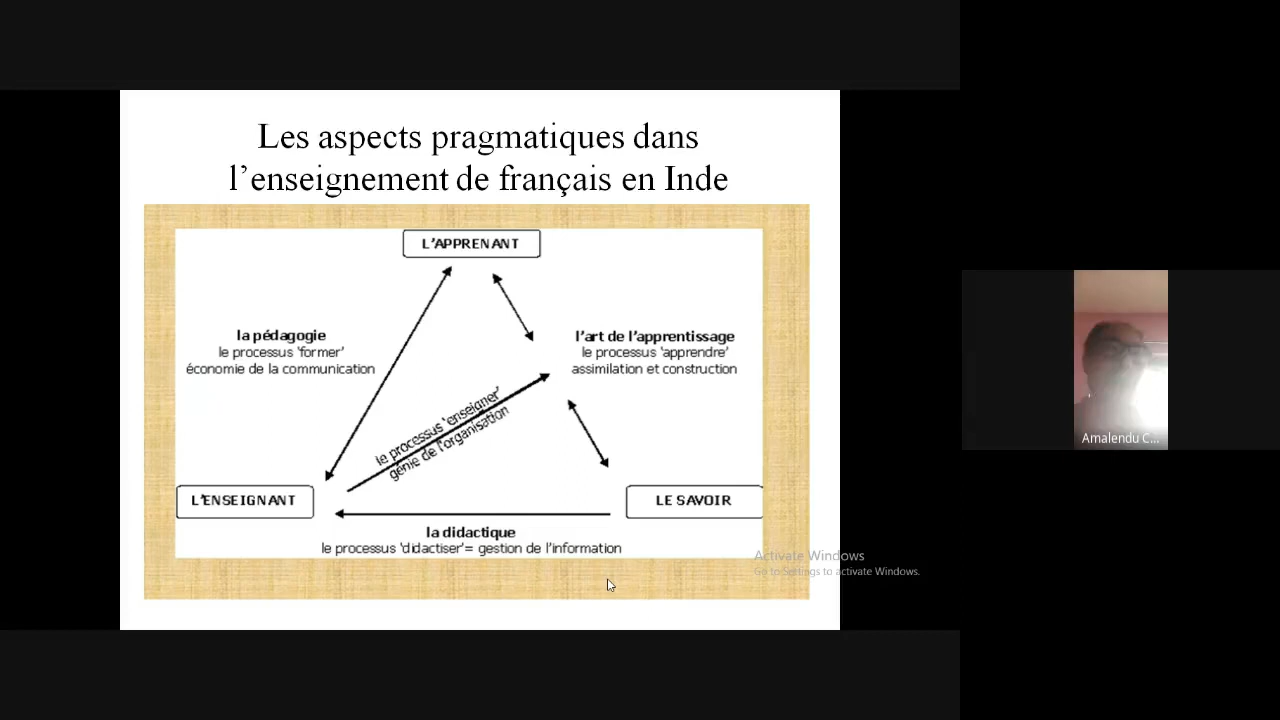 Les aspects pragmatiques dans
l'enseignement de français en Inde
L'APPRENANT
la pédagogie
le processus 'former'
économie de la communication
l'art de l'apprentissage
le processus 'apprendre'
assimilation et construction
le processus 'enseigner'
génie de l'organisation
L'ENSEIGNANT
LE SAVOIR
la didactique
le processus 'didactiser'= gestion de l'information
Activate Windows
Go to Settings to activate Windows.
Amalendu C...